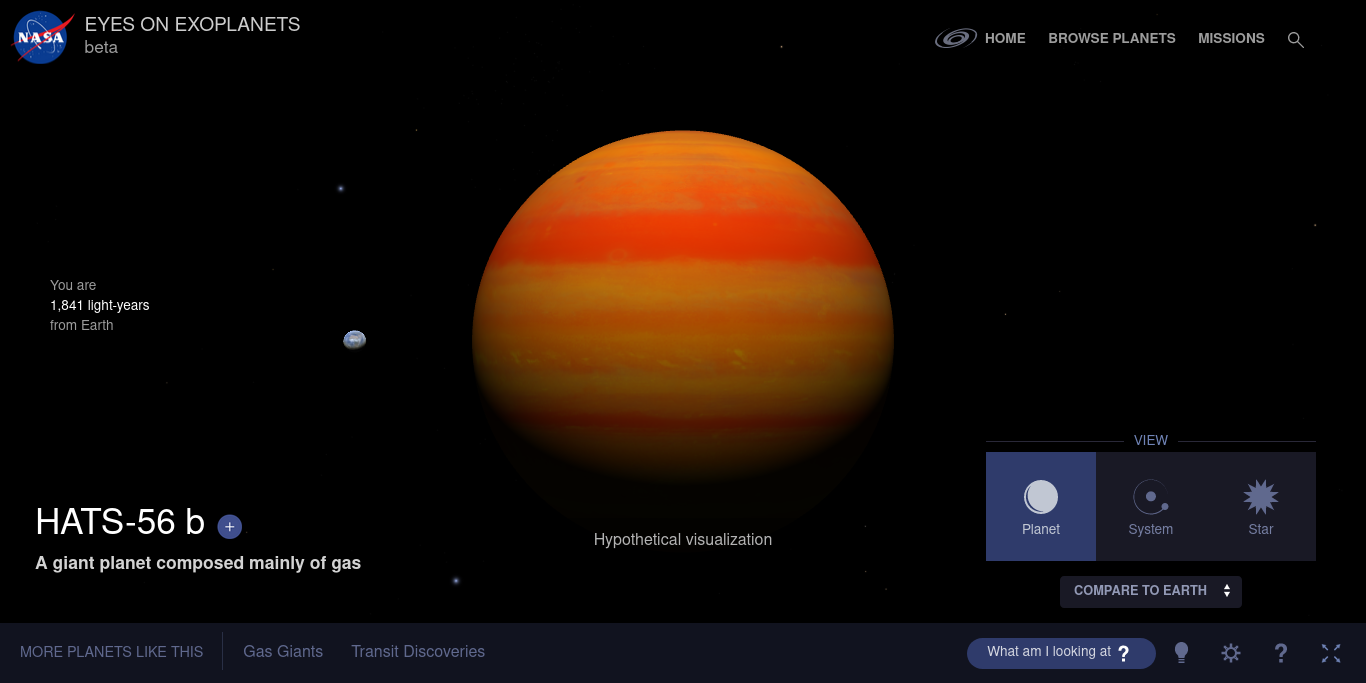 NASA
EYES ON EXOPLANETS
beta
HOME
BROWSE PLANETS
MISSIONS
You are
1,841 light-years
from Earth
HATS-56 b +
A giant planet composed mainly of gas
Hypothetical visualization
VIEW
Planet
System
Star
COMPARE TO EARTH
MORE PLANETS LIKE THIS
Gas Giants
Transit Discoveries
What am I looking at ?
?